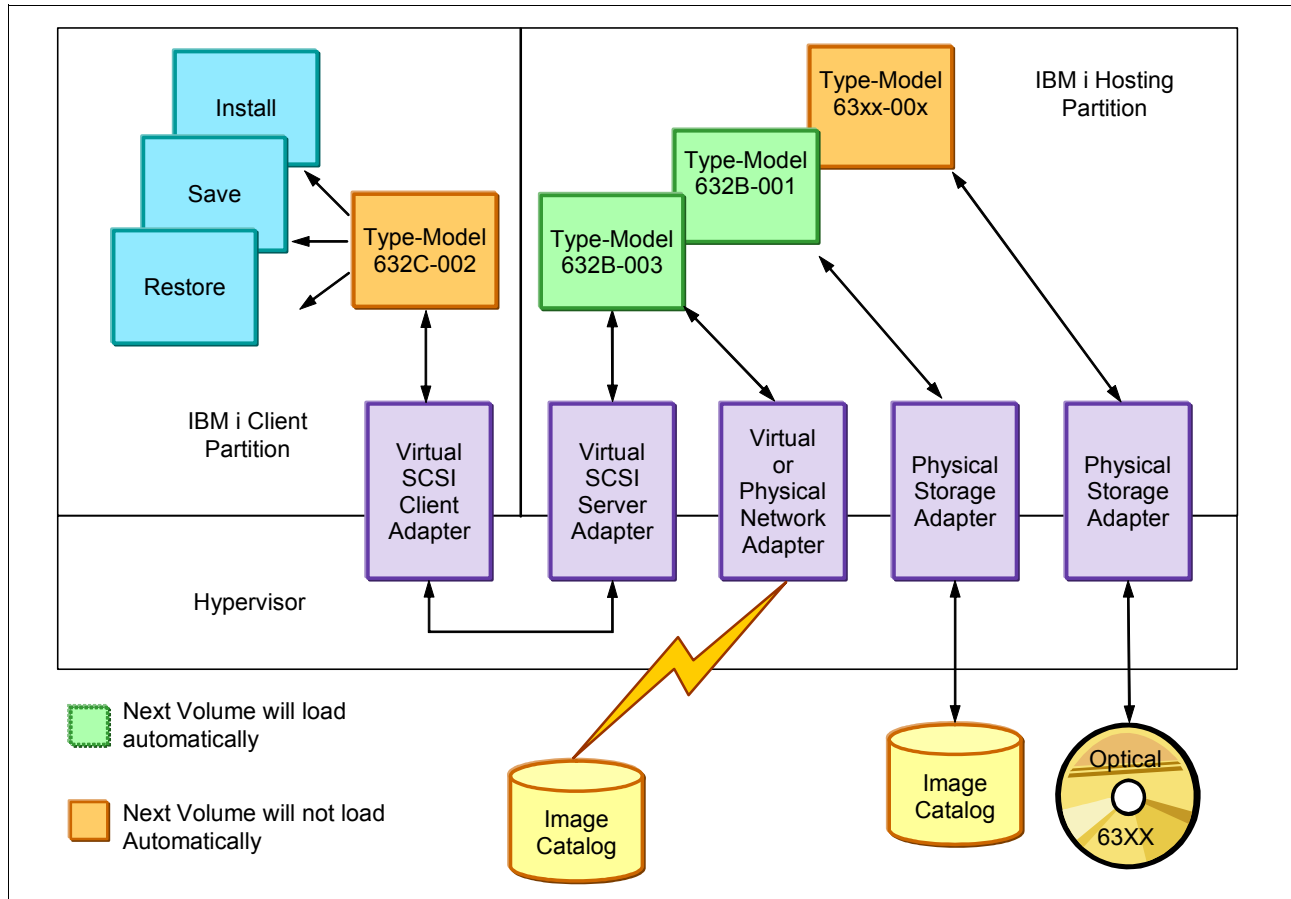 Install
Save
Restore
Type-Model
632C-002
IBM i Client
Partition
Type-Model
63xx-00x
IBM i Hosting
Partition
Type-Model
632B-001
Type-Model
632B-003
Virtual
SCSI
Client
Adapter
Virtual
SCSI
Server
Adapter
Virtual
or
Physical
Network
Adapter
Physical
Storage
Adapter
Physical
Storage
Adapter
Hypervisor
Next Volume will load
automatically
Next Volume will not load
Automatically
Image
Catalog
Image
Catalog
Optical
63XX